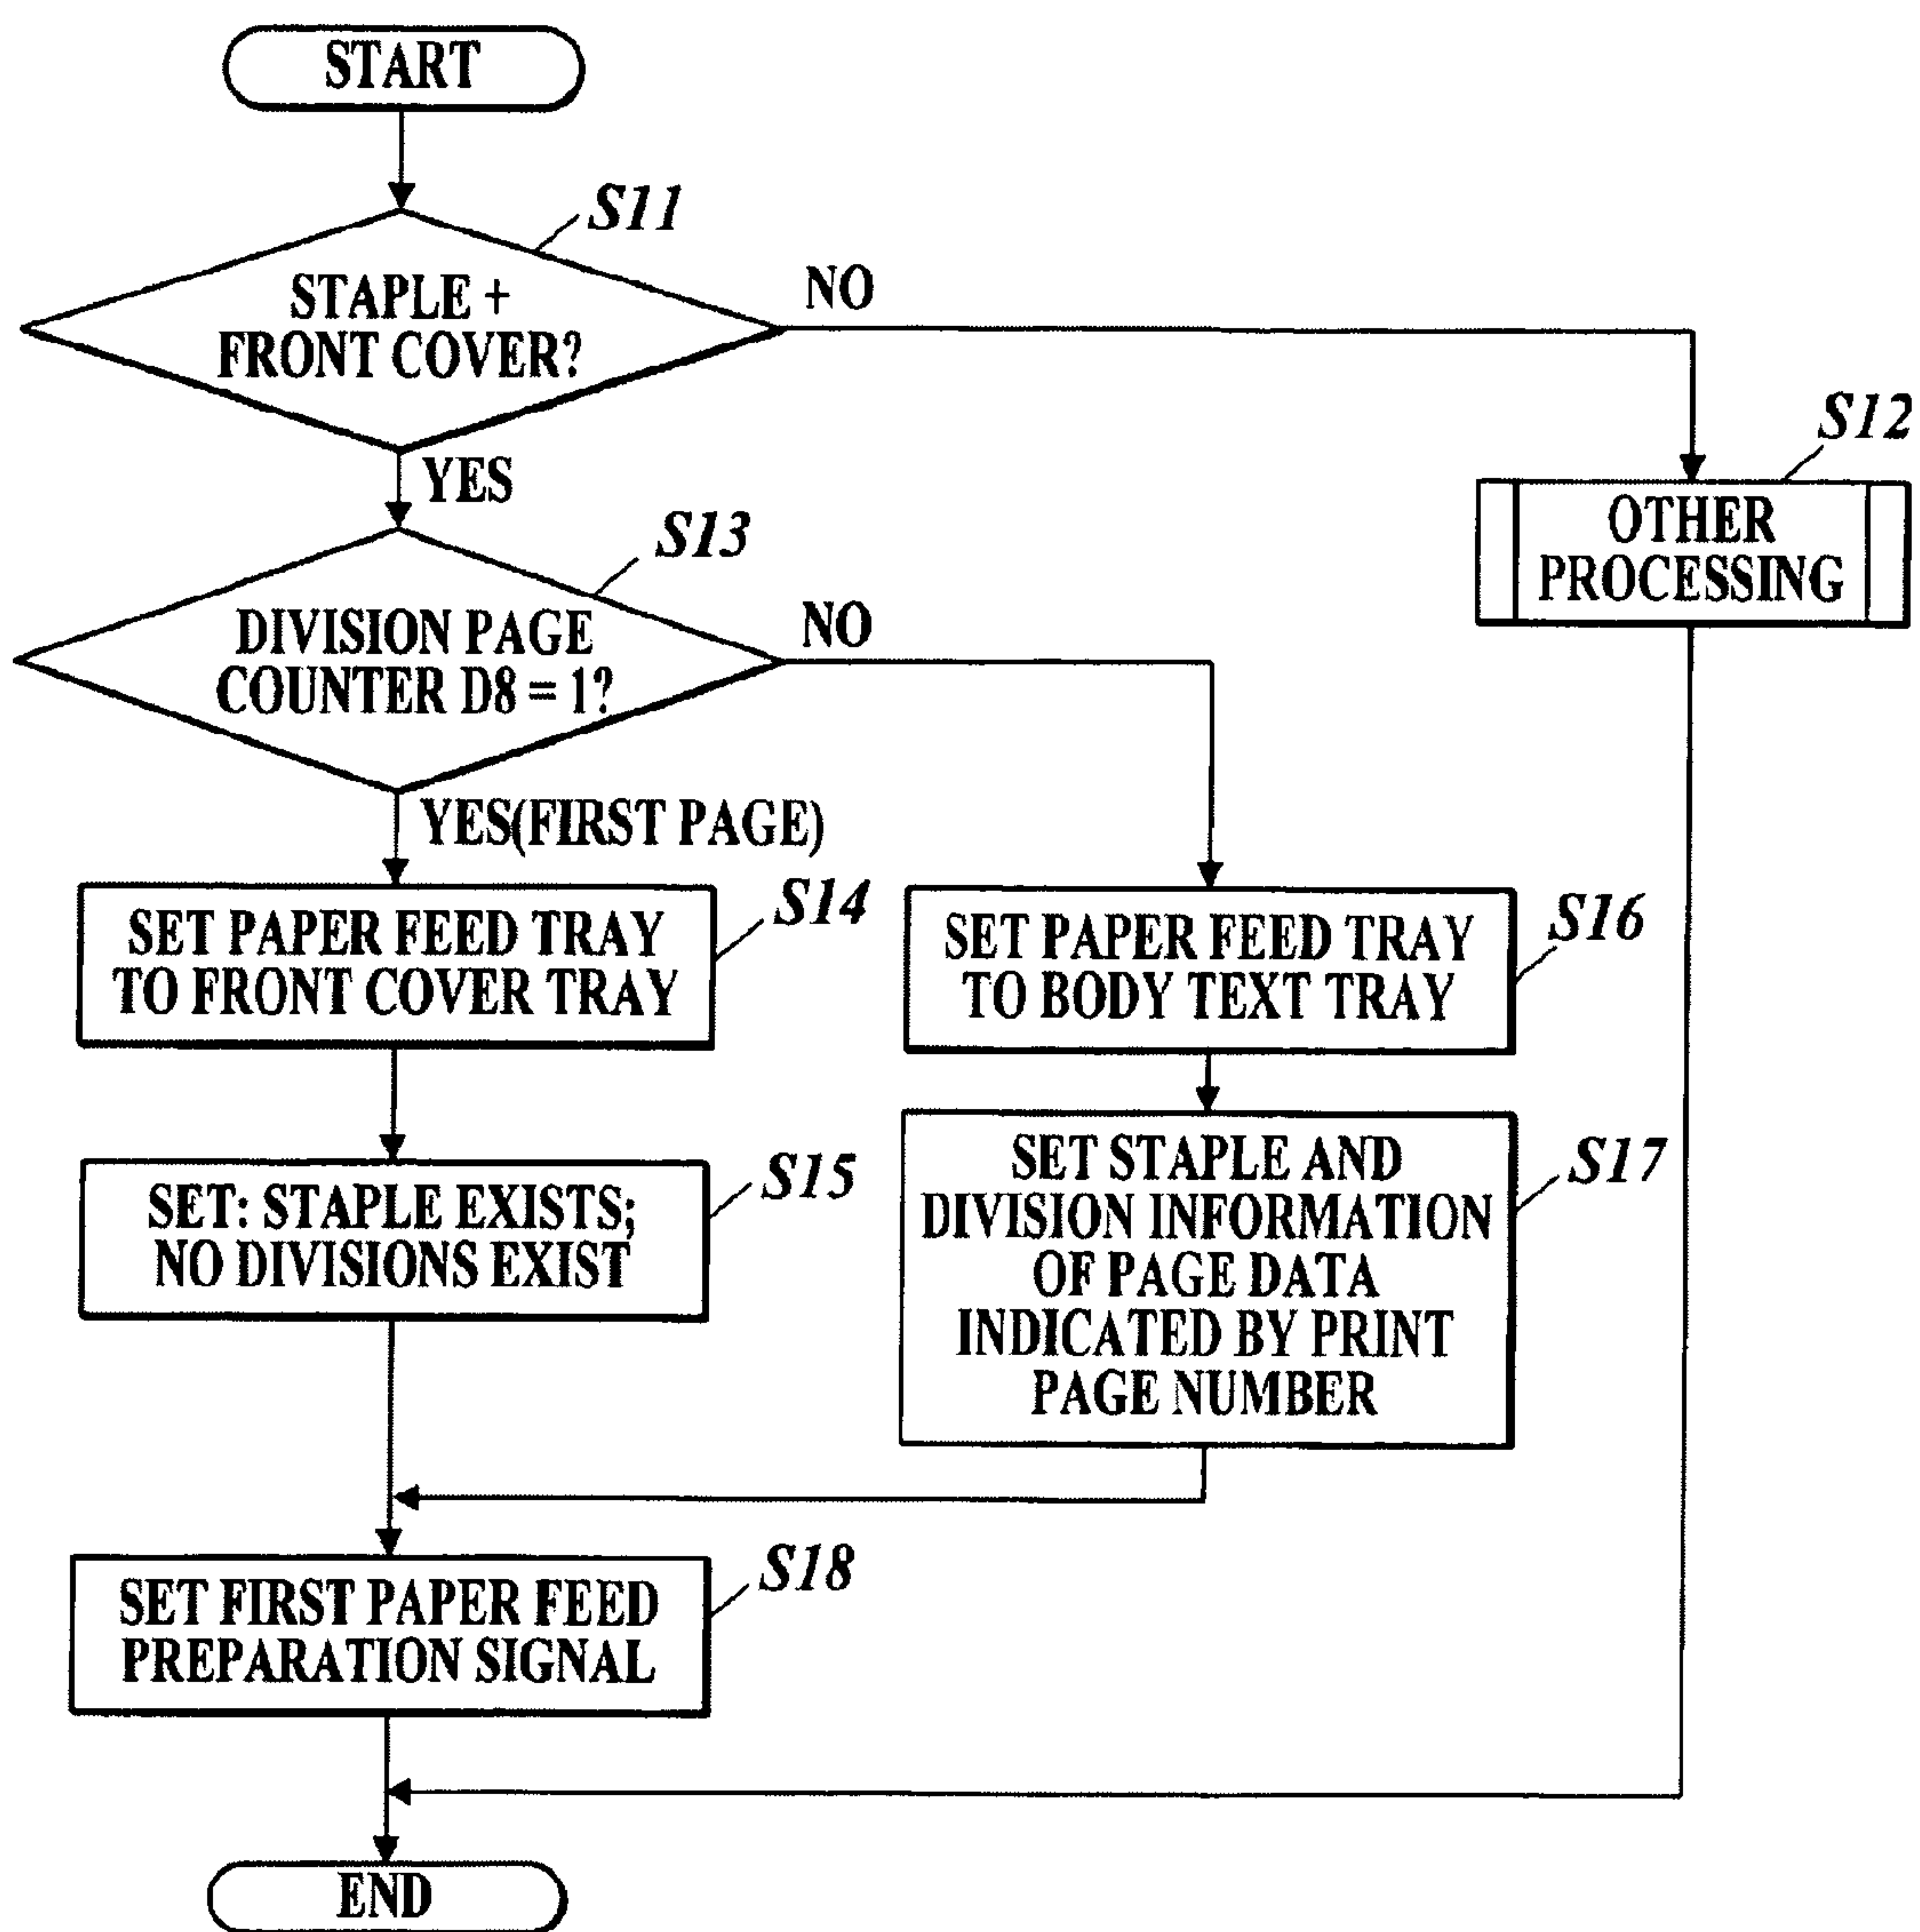 START
S11
STAPLE +
FRONT COVER?
NO
YES
S12
OTHER
PROCESSING
S13
DIVISION PAGE
COUNTER D8 = 1?
NO
YES(FIRST PAGE)
S14
SET PAPER FEED TRAY
TO FRONT COVER TRAY
S16
SET PAPER FEED TRAY
TO BODY TEXT TRAY
S15
SET: STAPLE EXISTS;
NO DIVISIONS EXIST
S17
SET STAPLE AND
DIVISION INFORMATION
OF PAGE DATA
INDICATED BY PRINT
PAGE NUMBER
S18
SET FIRST PAPER FEED
PREPARATION SIGNAL
END